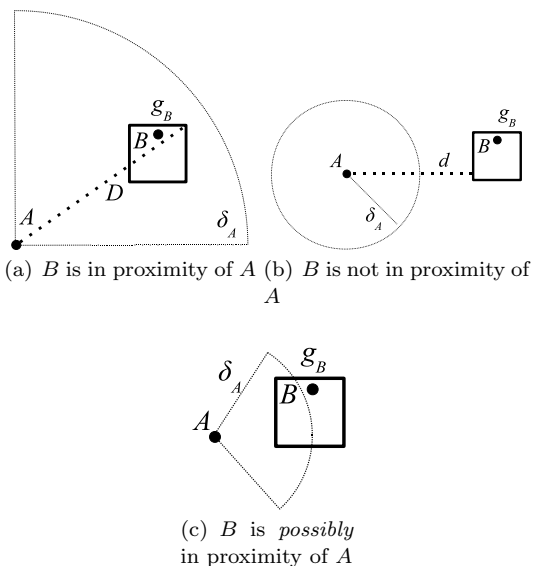 g_B
B
D
A
δ_A
(a) B is in proximity of A
g_B
B
A
d
δ_A
(b) B is not in proximity of
A
g_B
δ_A
B
A
(c) B is possibly
in proximity of A